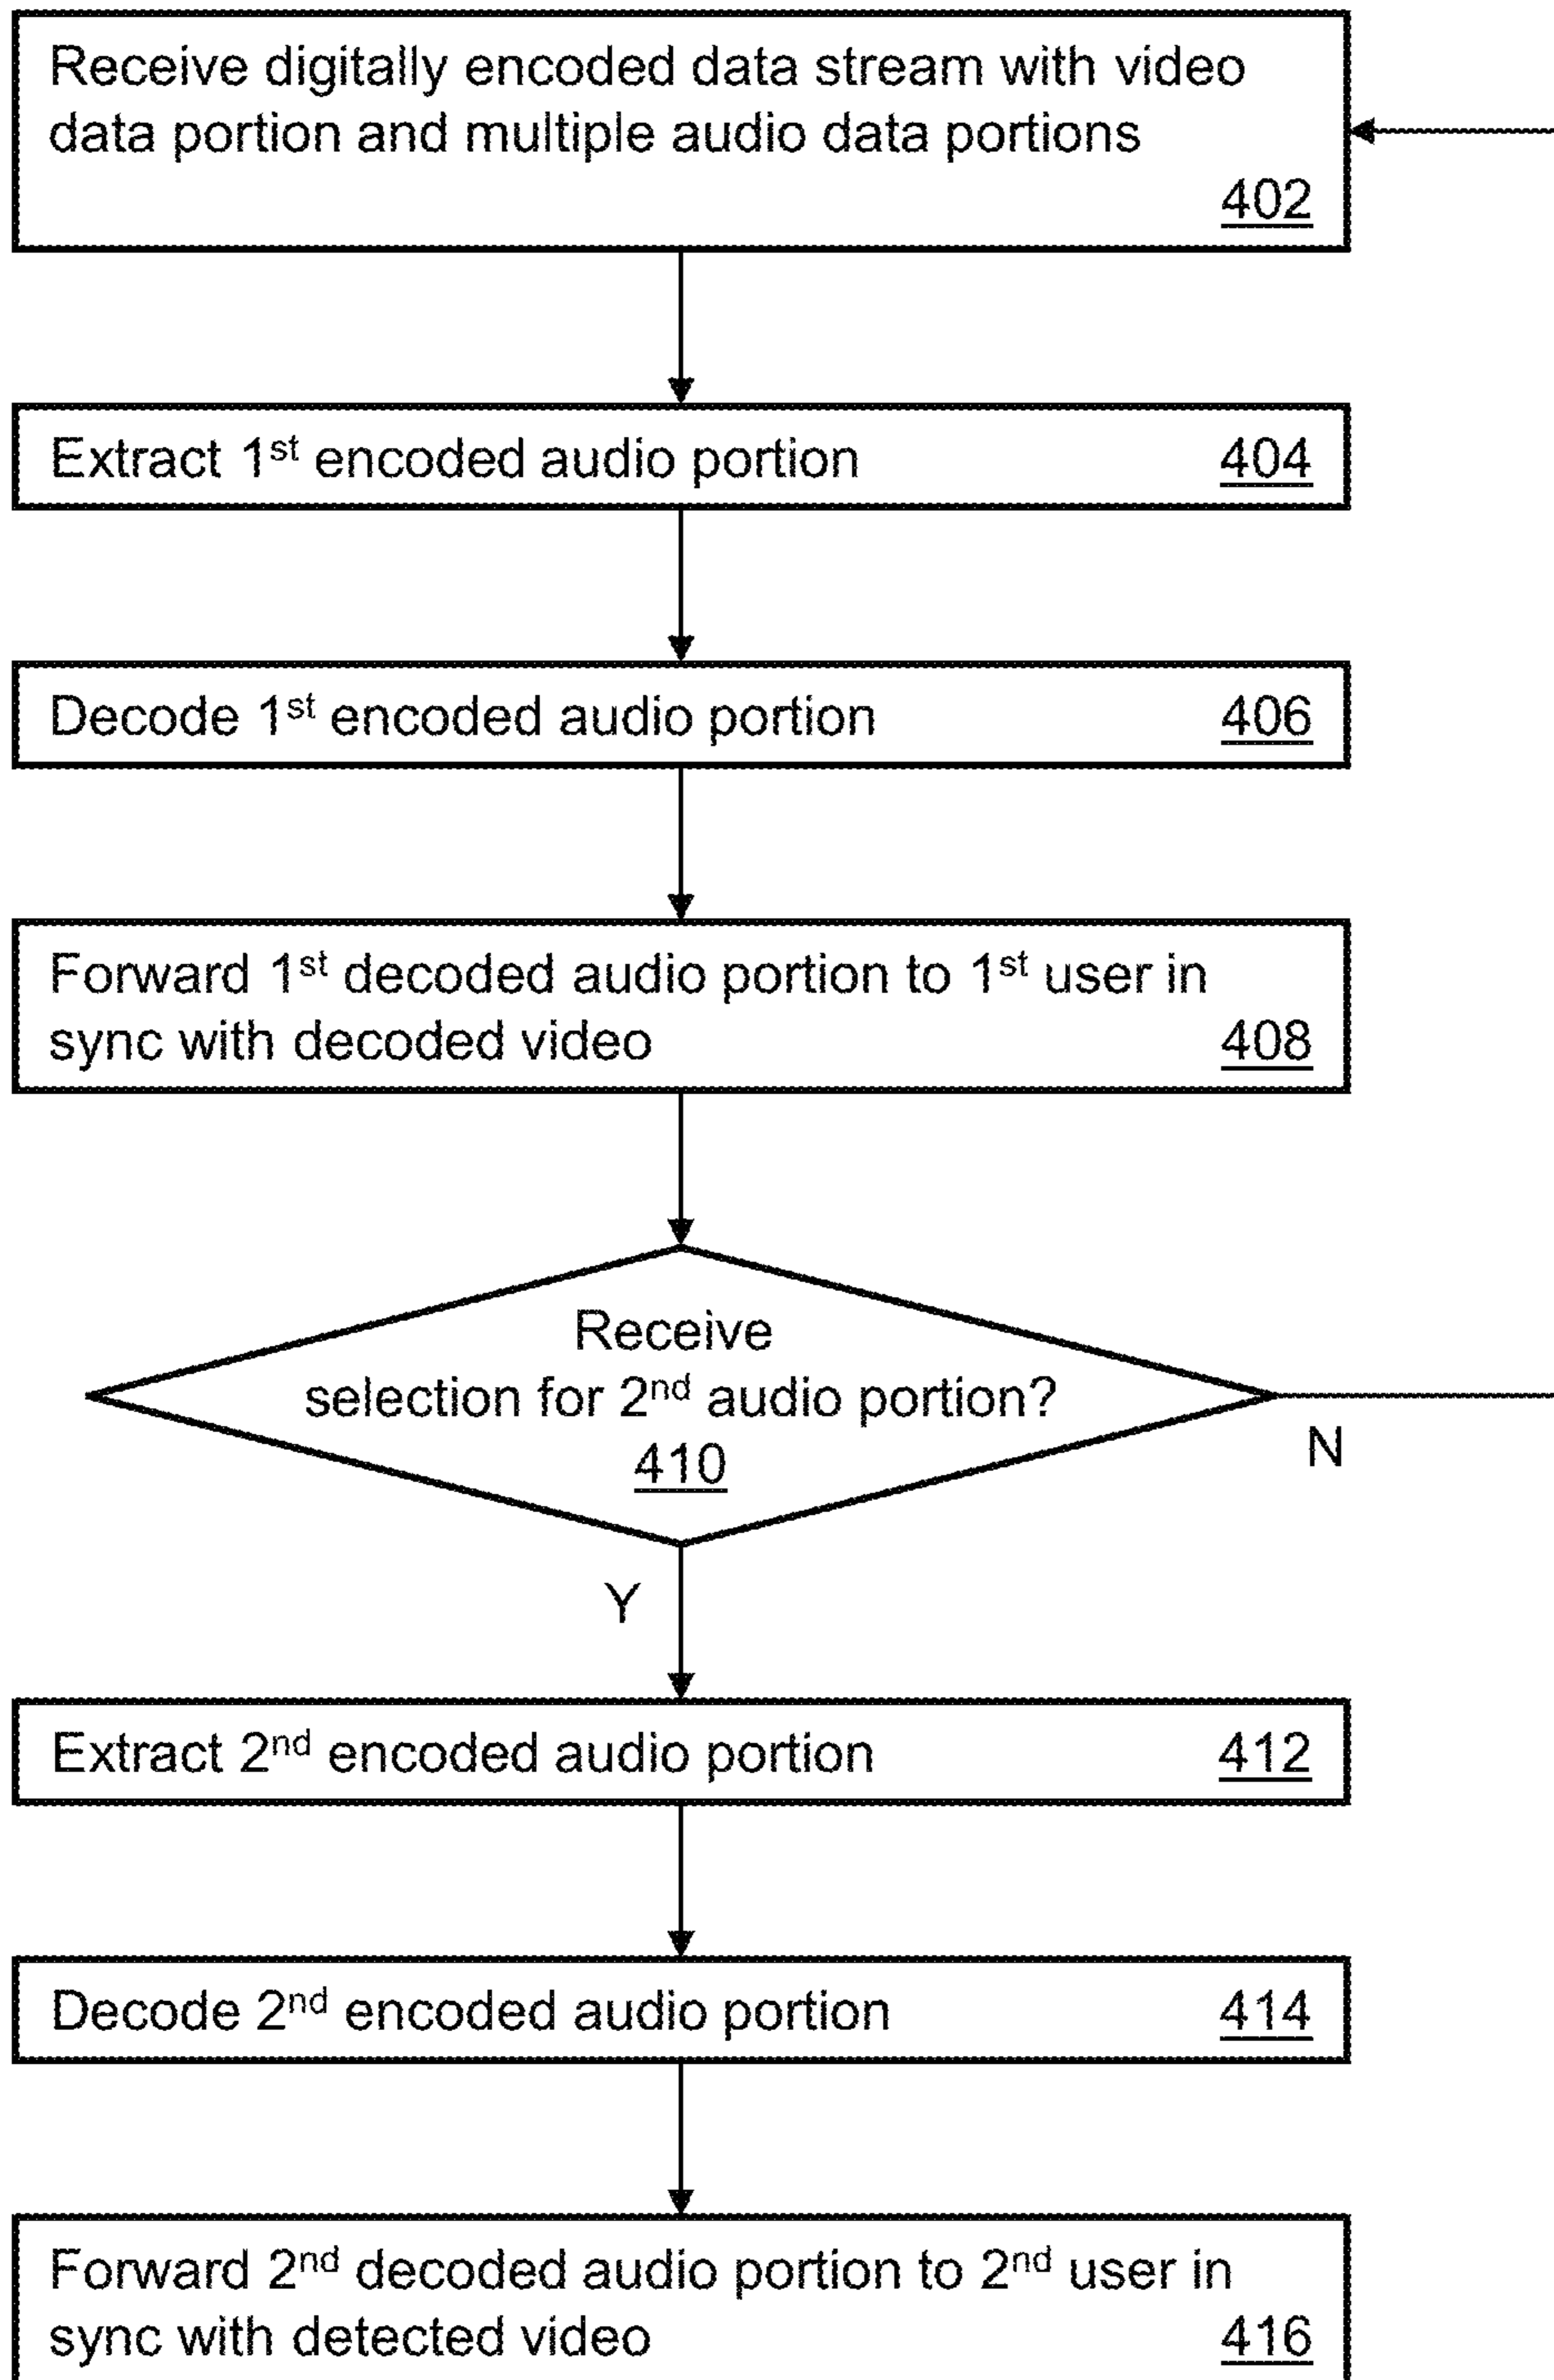 Receive digitally encoded data stream with video
data portion and multiple audio data portions
402
Extract 1st encoded audio portion 404
Decode 1st encoded audio portion 406
Forward 1st decoded audio portion to 1st user in
sync with decoded video 408
Receive
selection for 2nd audio portion?
410
N
Y
Extract 2nd encoded audio portion 412
Decode 2nd encoded audio portion 414
Forward 2nd decoded audio portion to 2nd user in
sync with detected video 416